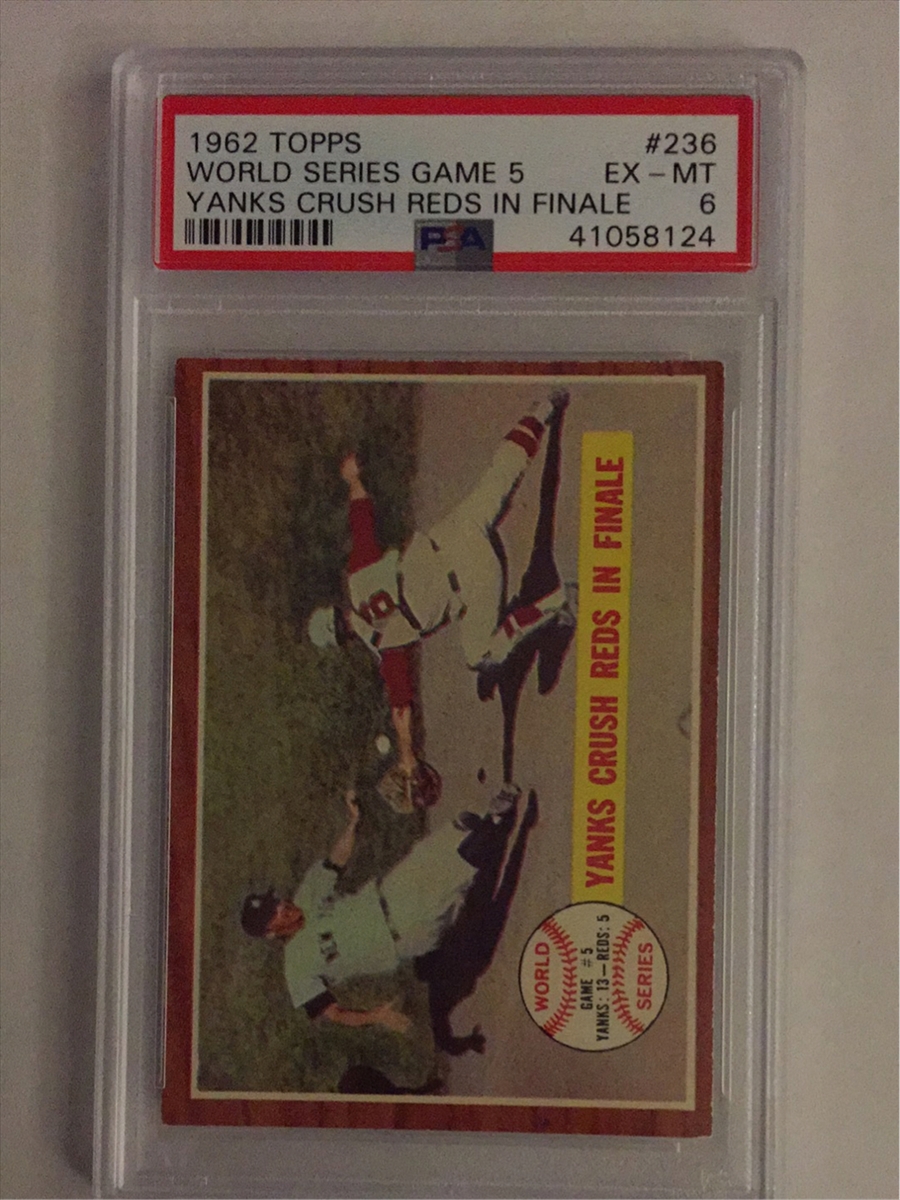 1962 TOPPS #236
WORLD SERIES GAME 5 EX - MT
YANKS CRUSH REDS IN FINALE 6
PSA 41058124
YANKS CRUSH REDS IN FINALE
WORLD
GAME #5
YANKS: 13—REDS: 5
SERIES